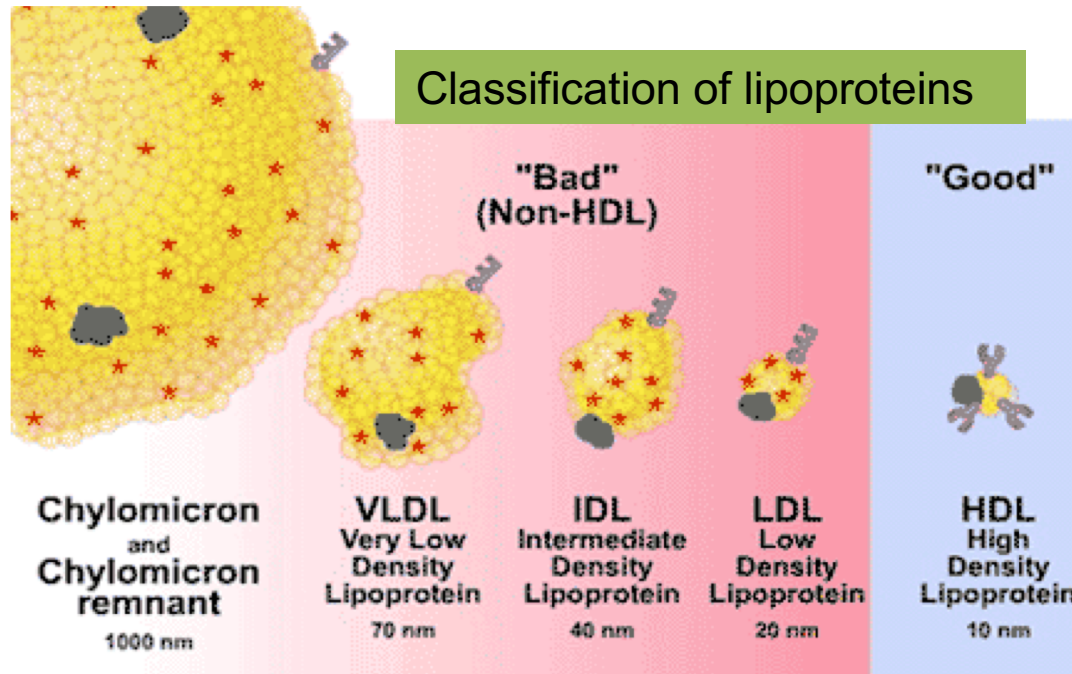 Classification of lipoproteins
"Bad"
(Non-HDL)
"Good"
Chylomicron
and
Chylomicron
remnant
1000 nm
VLDL
Very Low
Density
Lipoprotein
70 nm
IDL
Intermediate
Density
Lipoprotein
40 nm
LDL
Low
Density
Lipoprotein
20 nm
HDL
High
Density
Lipoprotein
10 nm